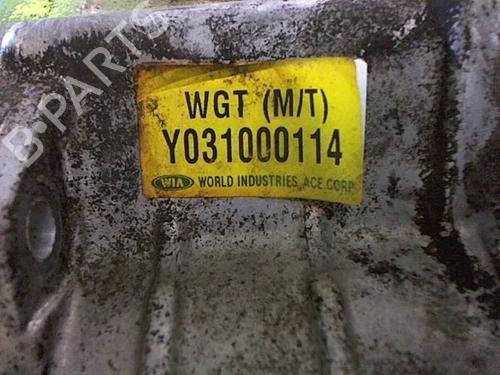 WGT (M/T)
Y031000114
WIA WORLD INDUSTRIES ACE CORP
B-PARTS